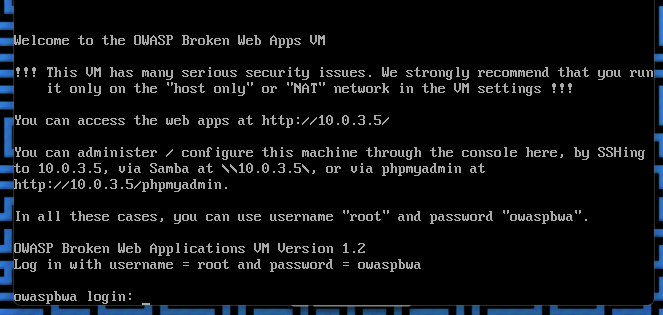 Welcome to the OWASP Broken Web Apps VM
!!! This VM has many serious security issues. We strongly recommend that you run
it only on the "host only" or "NAT" network in the VM settings !!!
You can access the web apps at http://10.0.3.5/
You can administer / configure this machine through the console here, by SSHing
to 10.0.3.5, via Samba at \\10.0.3.5\, or via phpmyadmin at
http://10.0.3.5/phpmyadmin.
In all these cases, you can use username "root" and password "owaspbwa".
OWASP Broken Web Applications VM Version 1.2
Log in with username = root and password = owaspbwa
owaspbwa login: _